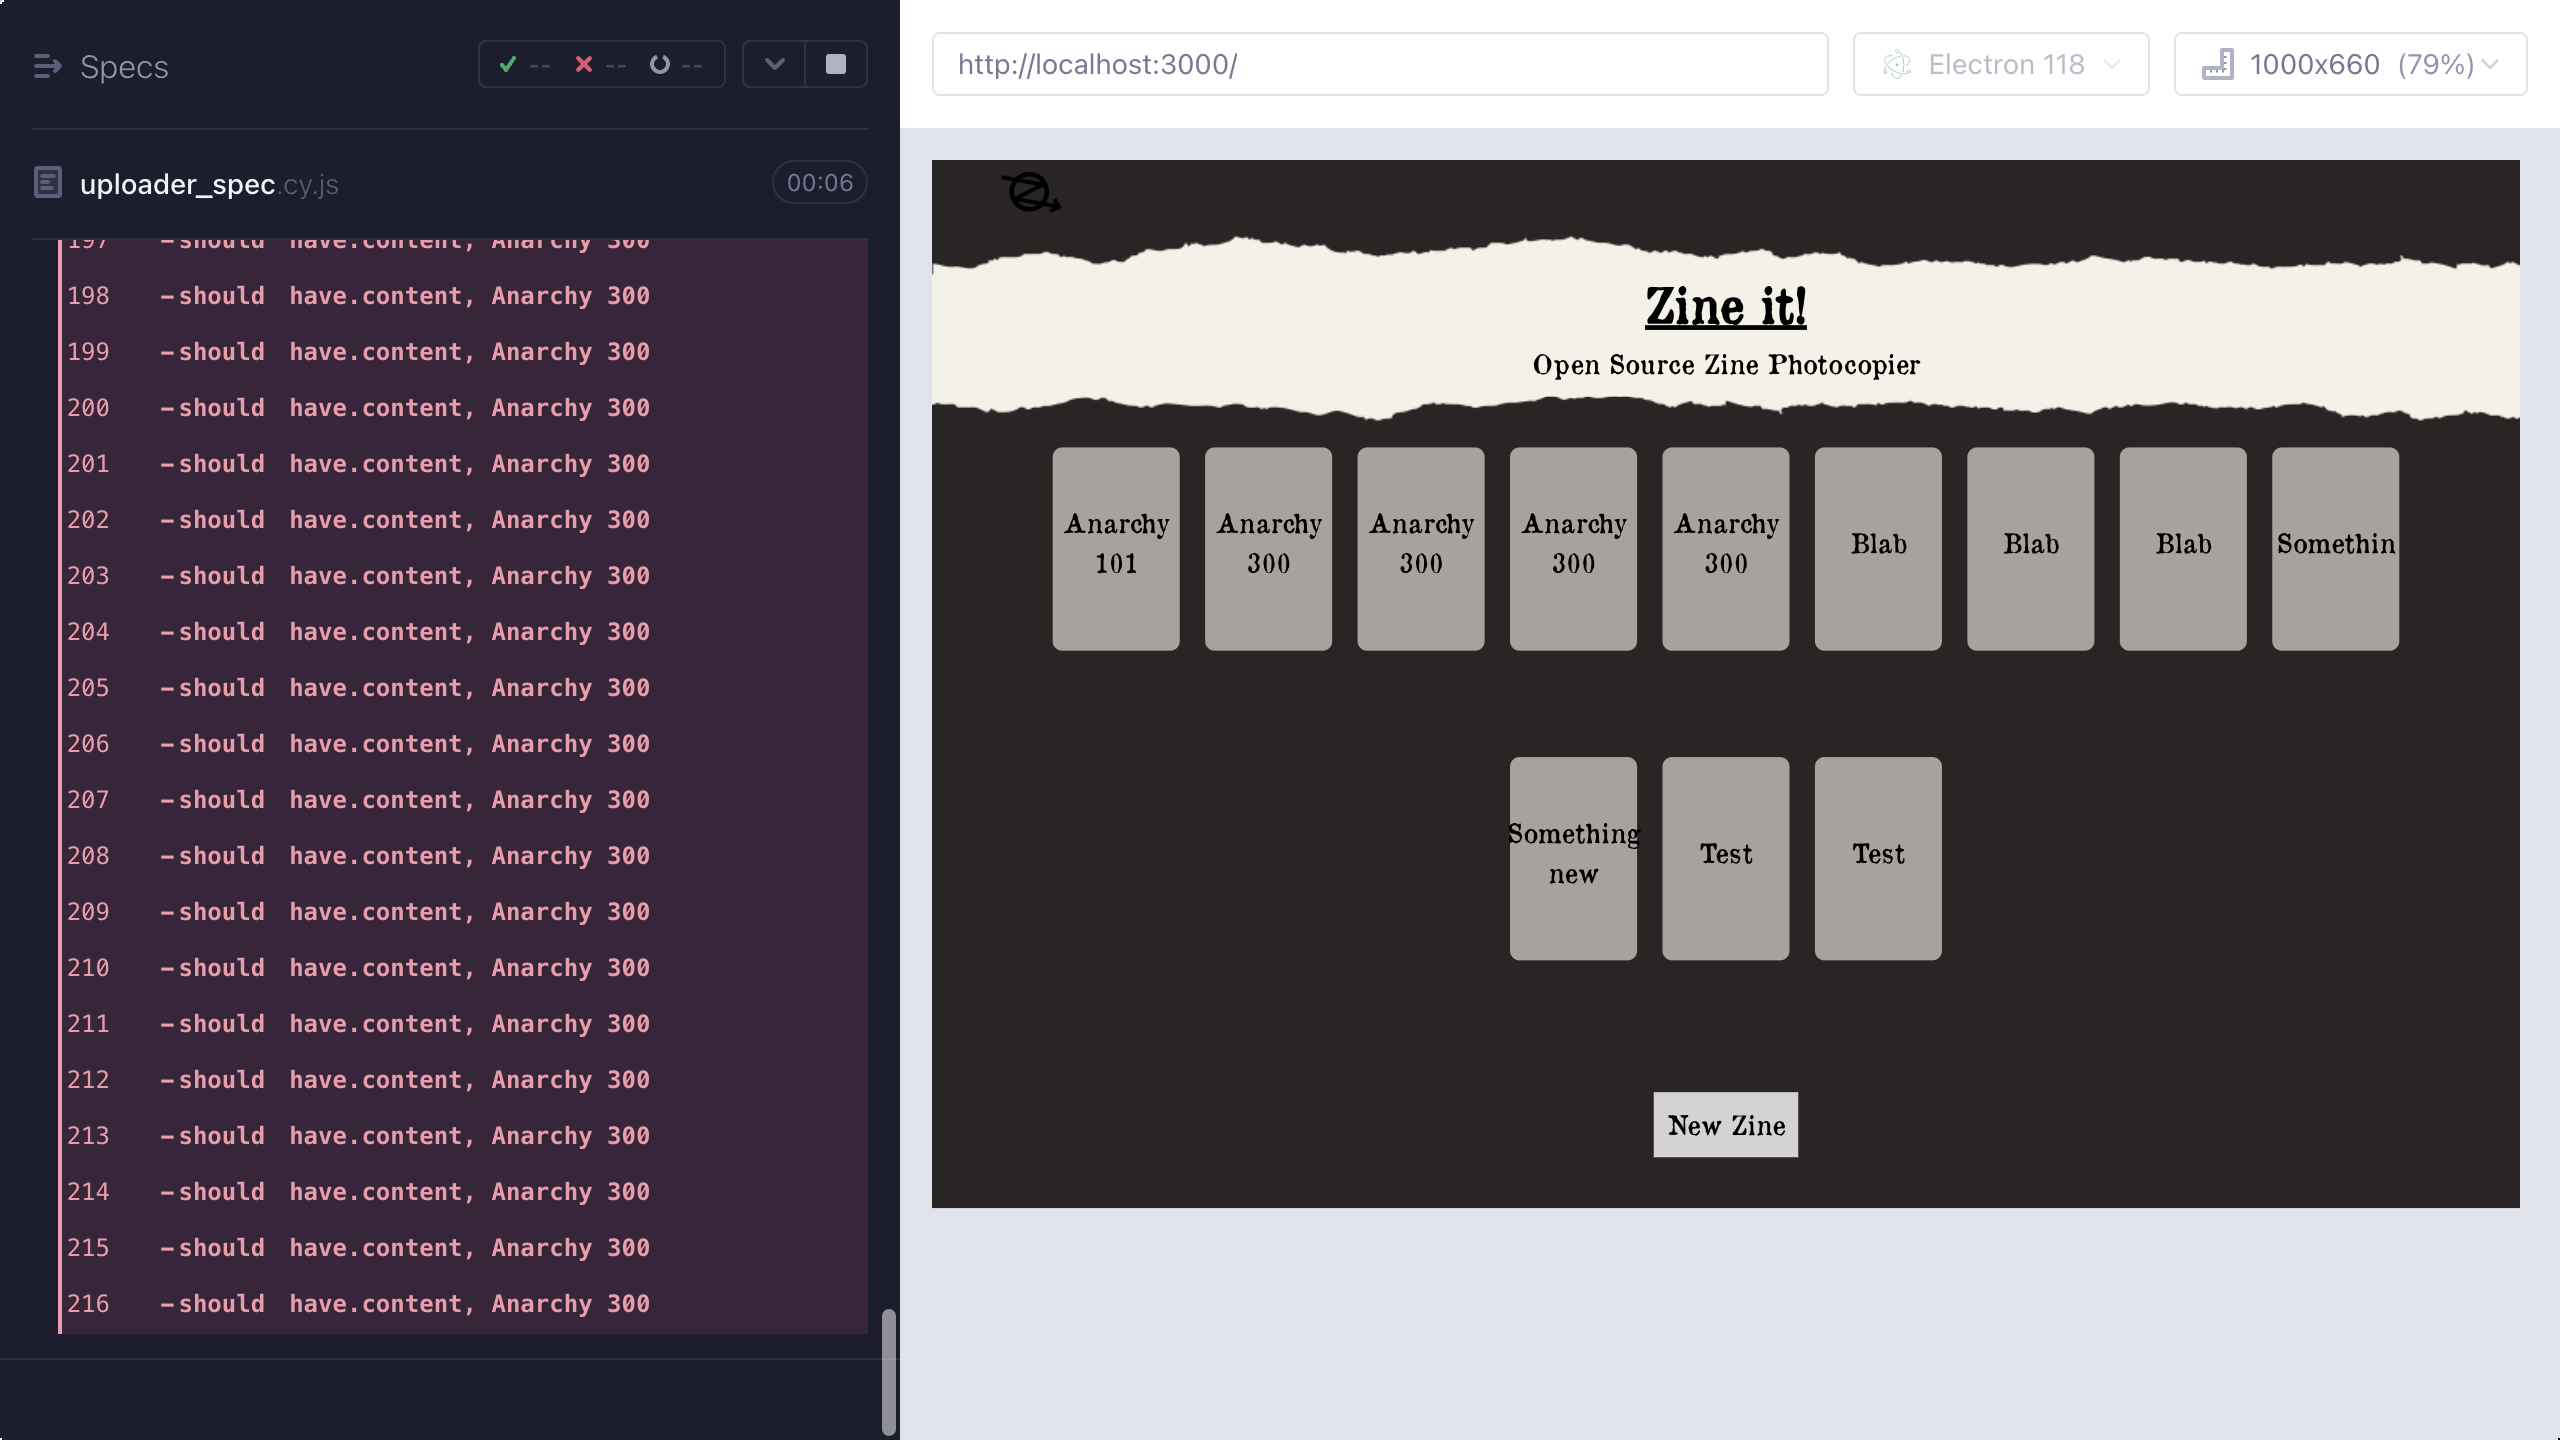 Specs
-- -- --
uploader_spec.cy.js
00:06
197 -should have.content, Anarchy 300
198 -should have.content, Anarchy 300
199 -should have.content, Anarchy 300
200 -should have.content, Anarchy 300
201 -should have.content, Anarchy 300
202 -should have.content, Anarchy 300
203 -should have.content, Anarchy 300
204 -should have.content, Anarchy 300
205 -should have.content, Anarchy 300
206 -should have.content, Anarchy 300
207 -should have.content, Anarchy 300
208 -should have.content, Anarchy 300
209 -should have.content, Anarchy 300
210 -should have.content, Anarchy 300
211 -should have.content, Anarchy 300
212 -should have.content, Anarchy 300
213 -should have.content, Anarchy 300
214 -should have.content, Anarchy 300
215 -should have.content, Anarchy 300
216 -should have.content, Anarchy 300
http://localhost:3000/
Electron 118
1000x660 (79%)
Zine it!
Open Source Zine Photocopier
Anarchy
101
Anarchy
300
Anarchy
300
Anarchy
300
Anarchy
300
Blab
Blab
Blab
Somethin
Something
new
Test
Test
New Zine